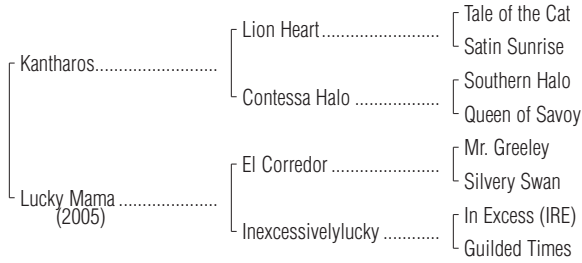 Tale of the Cat
Lion Heart
Satin Sunrise
Kantharos
Southern Halo
Contessa Halo
Queen of Savoy
Mr. Greeley
El Corredor
Silvery Swan
Lucky Mama
(2005)
In Excess (IRE)
Inexcessivelylucky
Guilded Times